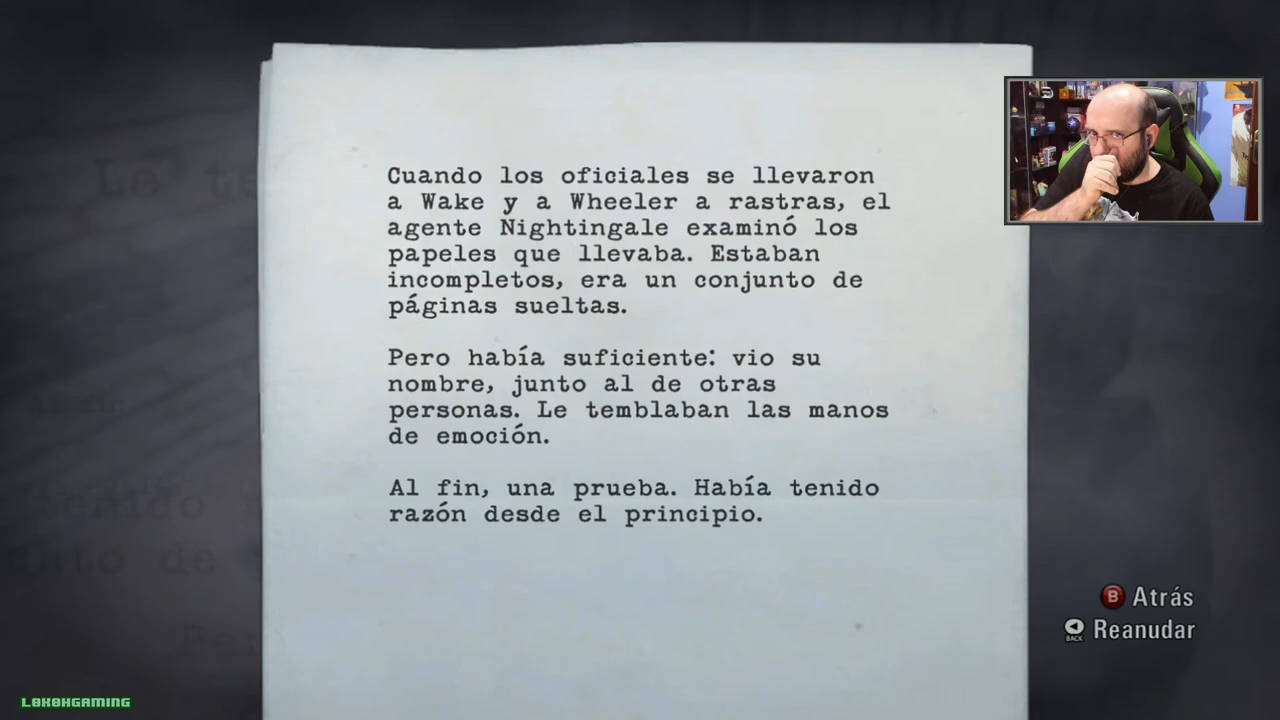 Cuando los oficiales se llevaron
a Wake y a Wheeler a rastras, el
agente Nightingale examinó los
papeles que llevaba. Estaban
incompletos, era un conjunto de
páginas sueltas.
Pero había suficiente: vio su
nombre, junto al de otras
personas. Le temblaban las manos
de emoción.
Al fin, una prueba. Había tenido
razón desde el principio.
B Atrás
BACK Reanudar
L0K0XGAMING